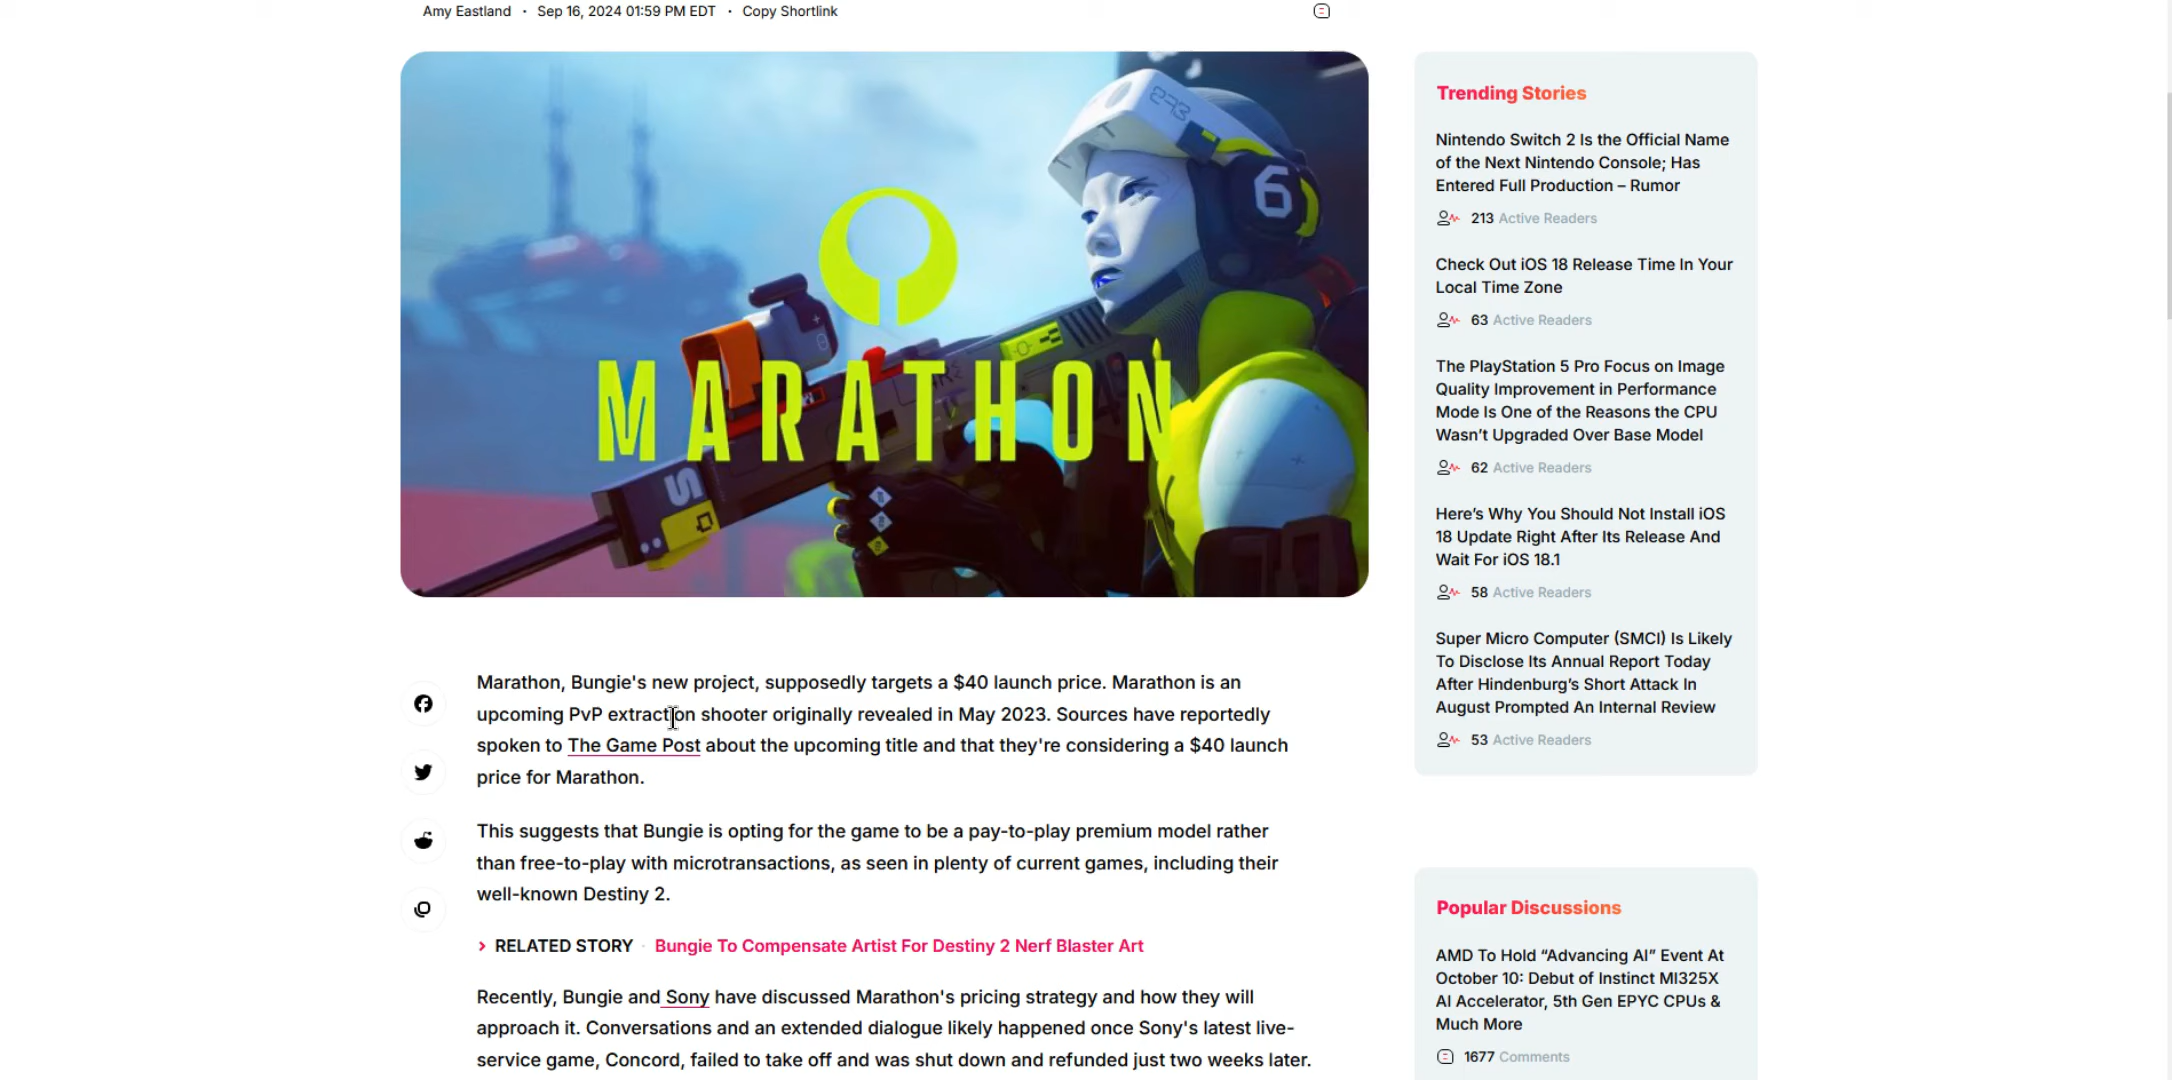 Amy Eastland • Sep 16, 2024 01:59 PM EDT • Copy Shortlink
273
6
MARATHON
S
Marathon, Bungie's new project, supposedly targets a $40 launch price. Marathon is an
upcoming PvP extraction shooter originally revealed in May 2023. Sources have reportedly
spoken to The Game Post about the upcoming title and that they're considering a $40 launch
price for Marathon.
This suggests that Bungie is opting for the game to be a pay-to-play premium model rather
than free-to-play with microtransactions, as seen in plenty of current games, including their
well-known Destiny 2.
RELATED STORY Bungie To Compensate Artist For Destiny 2 Nerf Blaster Art
Recently, Bungie and Sony have discussed Marathon's pricing strategy and how they will
approach it. Conversations and an extended dialogue likely happened once Sony's latest live-
service game, Concord, failed to take off and was shut down and refunded just two weeks later.
Trending Stories
Nintendo Switch 2 Is the Official Name
of the Next Nintendo Console; Has
Entered Full Production – Rumor
213 Active Readers
Check Out iOS 18 Release Time In Your
Local Time Zone
63 Active Readers
The PlayStation 5 Pro Focus on Image
Quality Improvement in Performance
Mode Is One of the Reasons the CPU
Wasn't Upgraded Over Base Model
62 Active Readers
Here's Why You Should Not Install iOS
18 Update Right After Its Release And
Wait For iOS 18.1
58 Active Readers
Super Micro Computer (SMCI) Is Likely
To Disclose Its Annual Report Today
After Hindenburg's Short Attack In
August Prompted An Internal Review
53 Active Readers
Popular Discussions
AMD To Hold “Advancing AI” Event At
October 10: Debut of Instinct MI325X
AI Accelerator, 5th Gen EPYC CPUs &
Much More
1677 Comments